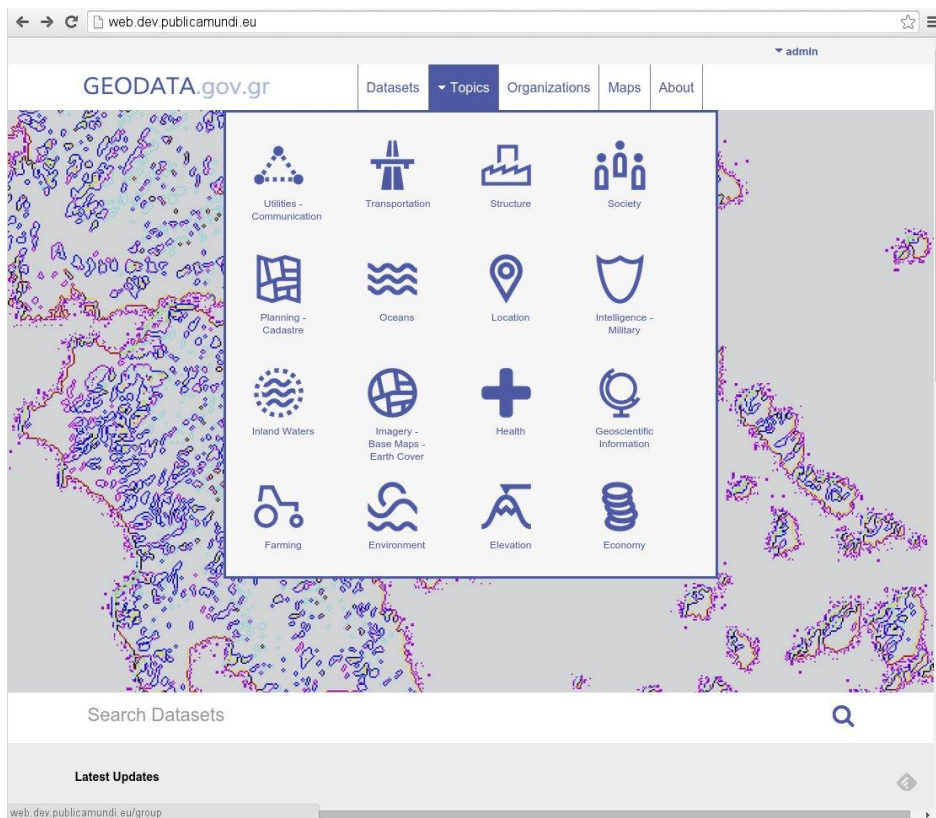 web.dev.publicamundi.eu
admin
GEODATA.gov.gr
Datasets
Topics
Organizations
Maps
About
Utilities -
Communication
Transportation
Structure
Society
Planning -
Cadastre
Oceans
Location
Intelligence -
Military
Inland Waters
Imagery -
Base Maps -
Earth Cover
Health
Geoscientific
Information
Farming
Environment
Elevation
Economy
Search Datasets
Latest Updates
web.dev.publicamundi.eu/group